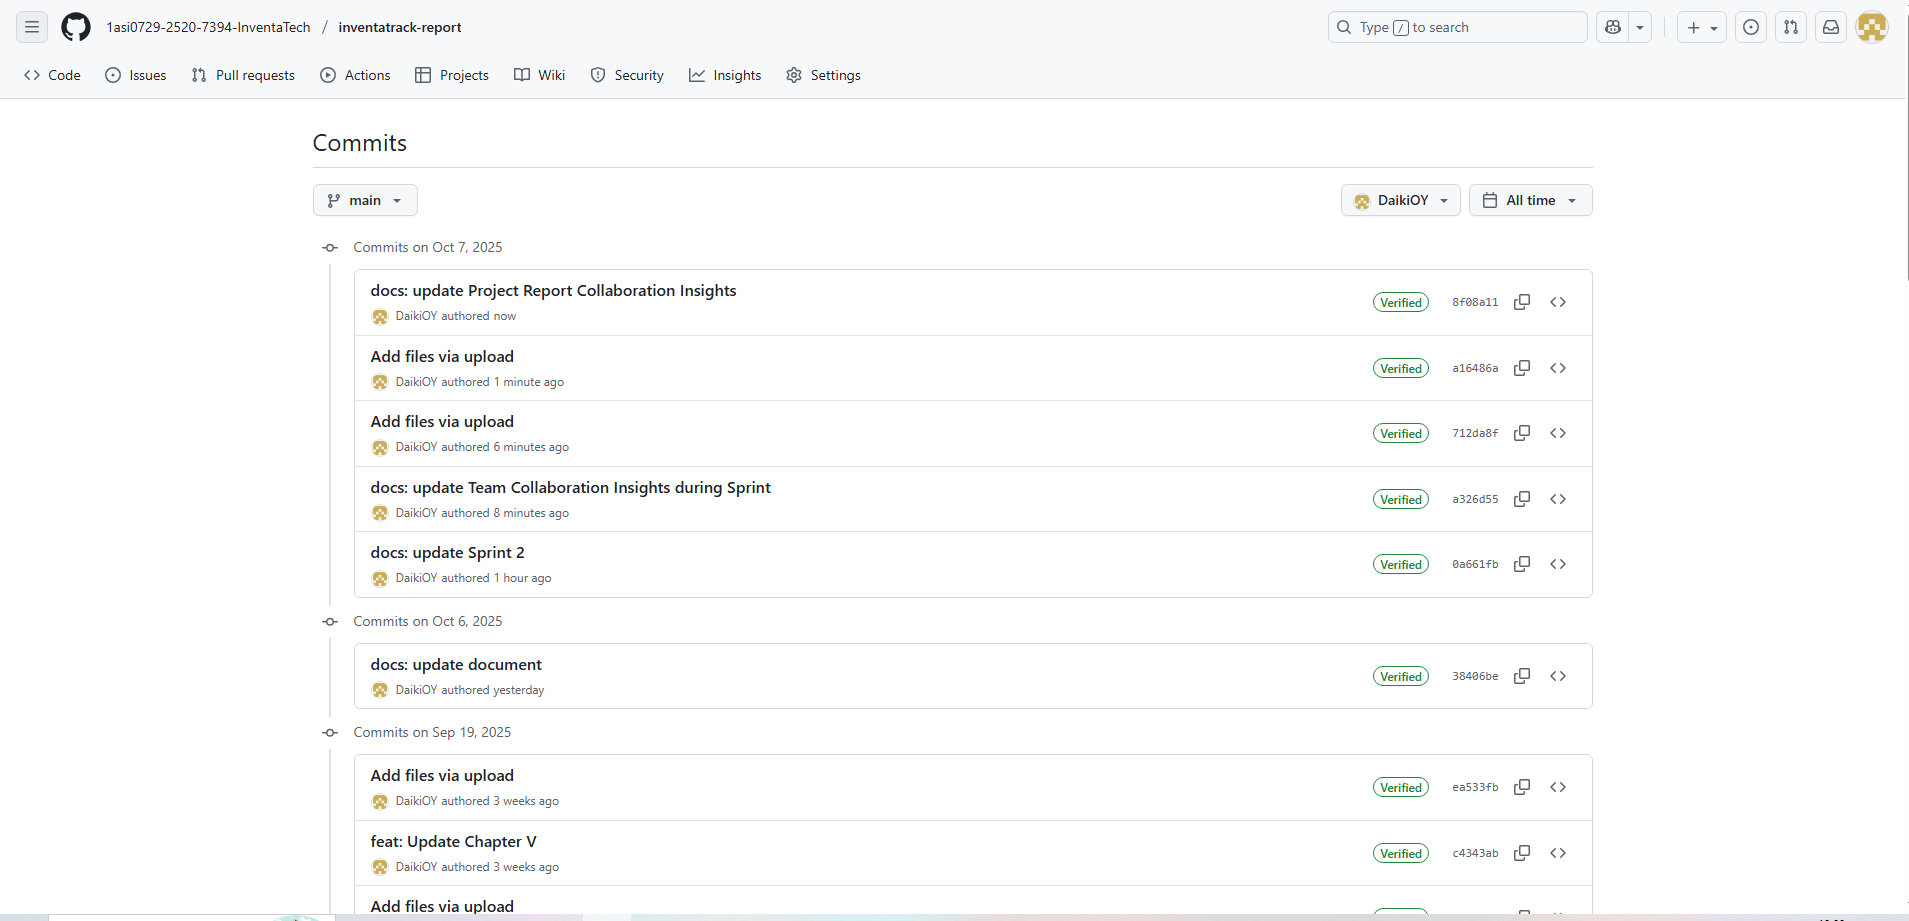 1asi0729-2520-7394-InventaTech / inventatrack-report
Type / to search
Code Issues Pull requests Actions Projects Wiki Security Insights Settings
Commits
main DaikiOY All time
Commits on Oct 7, 2025
docs: update Project Report Collaboration Insights
DaikiOY authored now
Verified 8f08a11
Add files via upload
DaikiOY authored 1 minute ago
Verified a16486a
Add files via upload
DaikiOY authored 6 minutes ago
Verified 712da8f
docs: update Team Collaboration Insights during Sprint
DaikiOY authored 8 minutes ago
Verified a326d55
docs: update Sprint 2
DaikiOY authored 1 hour ago
Verified 0a661fb
Commits on Oct 6, 2025
docs: update document
DaikiOY authored yesterday
Verified 38406be
Commits on Sep 19, 2025
Add files via upload
DaikiOY authored 3 weeks ago
Verified ea533fb
feat: Update Chapter V
DaikiOY authored 3 weeks ago
Verified c4343ab
Add files via upload